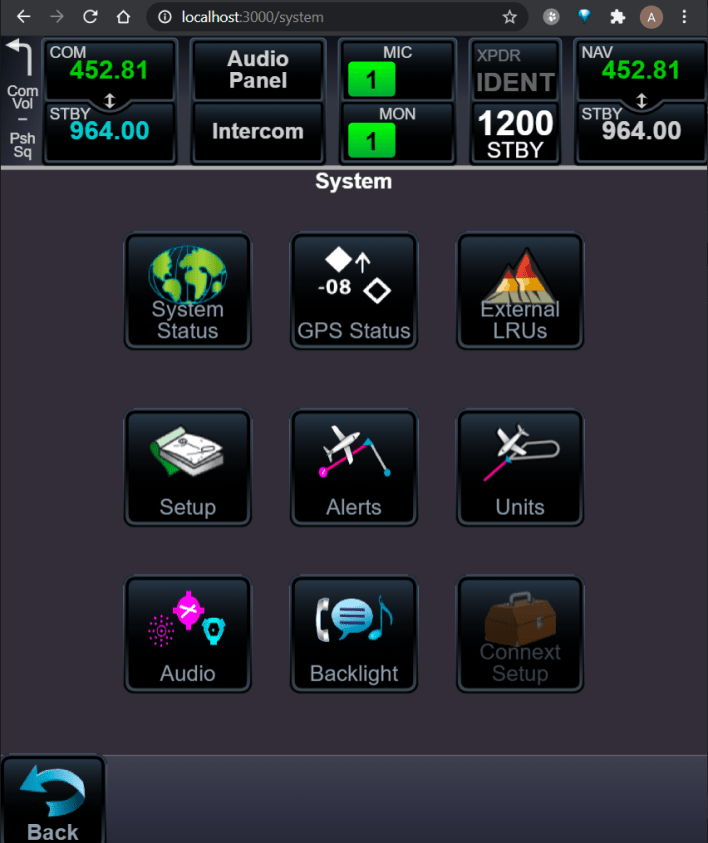 localhost:3000/system
A
Com
Vol
–
Psh
Sq
COM
452.81
STBY
964.00
Audio
Panel
Intercom
MIC
1
MON
1
XPDR
IDENT
1200
STBY
NAV
452.81
STBY
964.00
System
System
Status
-08
GPS Status
External
LRUs
Setup
Alerts
Units
Audio
Backlight
Connext
Setup
Back